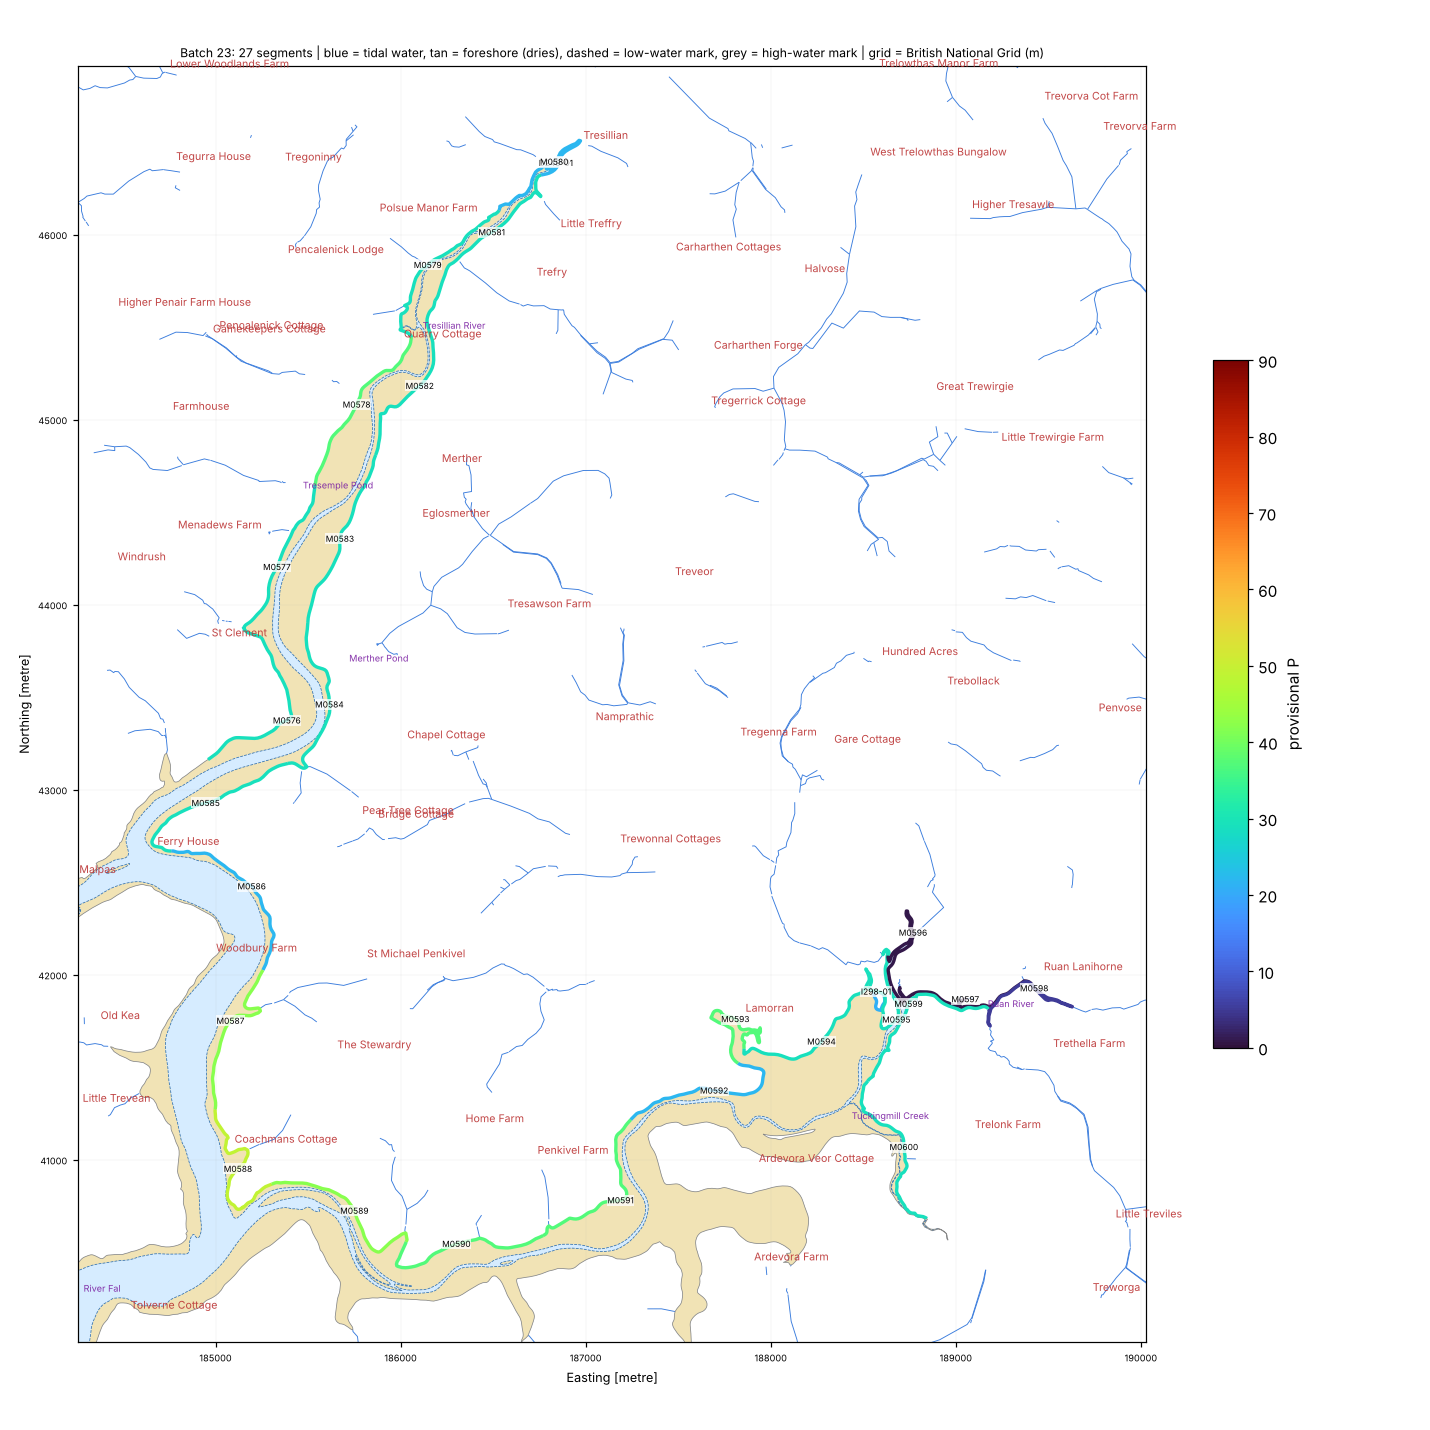 Batch 23: 27 segments | blue = tidal water, tan = foreshore (dries), dashed = low-water mark, grey = high-water mark | grid = British National Grid (m)
Lower Woodlands Farm
Trelowthas Manor Farm
Trevorva Cot Farm
Trevorva Farm
Tresillian
Tegurra House
Tregoninny
M0580
West Trelowthas Bungalow
Polsue Manor Farm
Higher Tresawle
Little Treffry
M0581
46000
Pencalenick Lodge
Carharthen Cottages
M0579
Trefry
Halvose
Higher Penair Farm House
Pencalenick Cottage
Gamekeepers Cottage
Tresillian River
Quarry Cottage
Carharthen Forge
M0582
Great Trewirgie
Farmhouse
M0578
Tregerrick Cottage
45000
Little Trewirgie Farm
Merther
Tresemple Pond
Eglosmerther
Menadews Farm
M0583
Windrush
M0577
Treveor
44000
Tresawson Farm
St Clement
Merther Pond
Hundred Acres
Trebollack
M0584
Penvose
M0576
Namprathic
Chapel Cottage
Tregenna Farm
Gare Cottage
43000
M0585
Pear Tree Cottage
Bridge Cottage
Ferry House
Trewonnal Cottages
Malpas
M0586
M0596
Woodbury Farm
St Michael Penkivel
Ruan Lanihorne
42000
I298-01
M0598
M0597
M0599
Ruan River
Old Kea
M0587
Lamorran
M0593
M0595
The Stewardry
M0594
Trethella Farm
Little Trevean
M0592
Home Farm
Tuckingmill Creek
Trelonk Farm
Coachmans Cottage
Penkivel Farm
M0600
41000
M0588
Ardevora Veor Cottage
M0591
M0589
Little Treviles
M0590
Ardevora Farm
River Fal
Treworga
Tolverne Cottage
185000
186000
187000
188000
189000
190000
Easting [metre]
Northing [metre]
90
80
70
60
50
40
30
20
10
0
provisional P